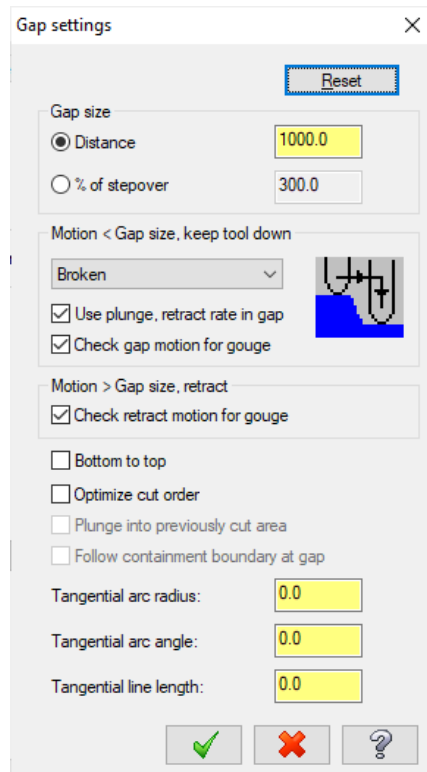 Gap settings
Reset
Gap size
Distance 1000.0
% of stepover 300.0
Motion < Gap size, keep tool down
Broken
Use plunge, retract rate in gap
Check gap motion for gouge
Motion > Gap size, retract
Check retract motion for gouge
Bottom to top
Optimize cut order
Plunge into previously cut area
Follow containment boundary at gap
Tangential arc radius: 0.0
Tangential arc angle: 0.0
Tangential line length: 0.0